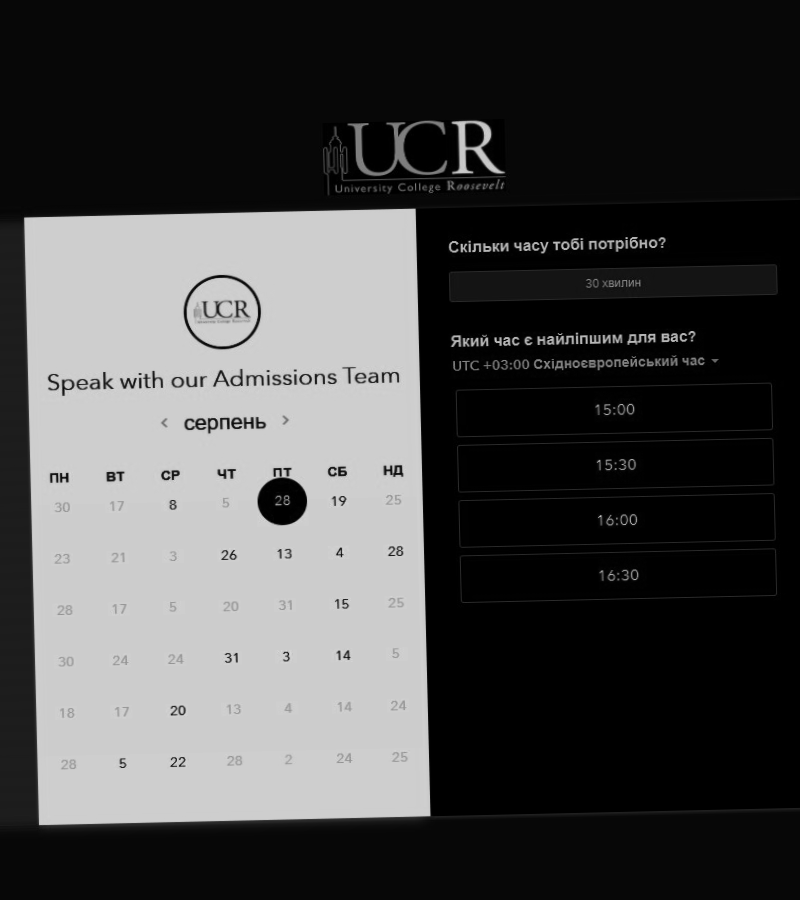 UCR
University College Roosevelt
UCR
Speak with our Admissions Team
серпень
ПН ВТ СР ЧТ ПТ СБ НД
30 17 8 5 28 19 25
23 21 3 26 13 4 28
28 17 5 20 31 15 25
30 24 24 31 3 14 5
18 17 20 13 4 14 24
28 5 22 28 2 24 25
Скільки часу тобі потрібно?
30 хвилин
Який час є найліпшим для вас?
UTC +03:00 Східноєвропейський час
15:00
15:30
16:00
16:30